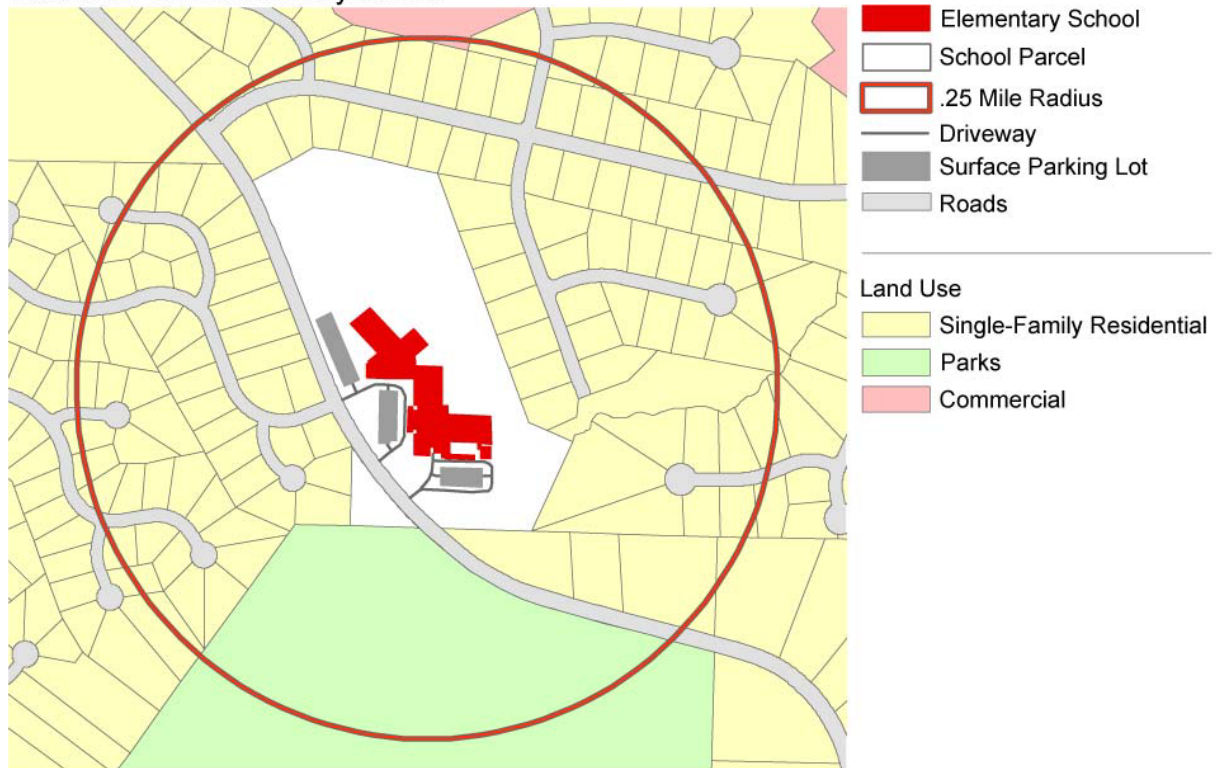 Elementary School
School Parcel
.25 Mile Radius
Driveway
Surface Parking Lot
Roads
Land Use
Single-Family Residential
Parks
Commercial